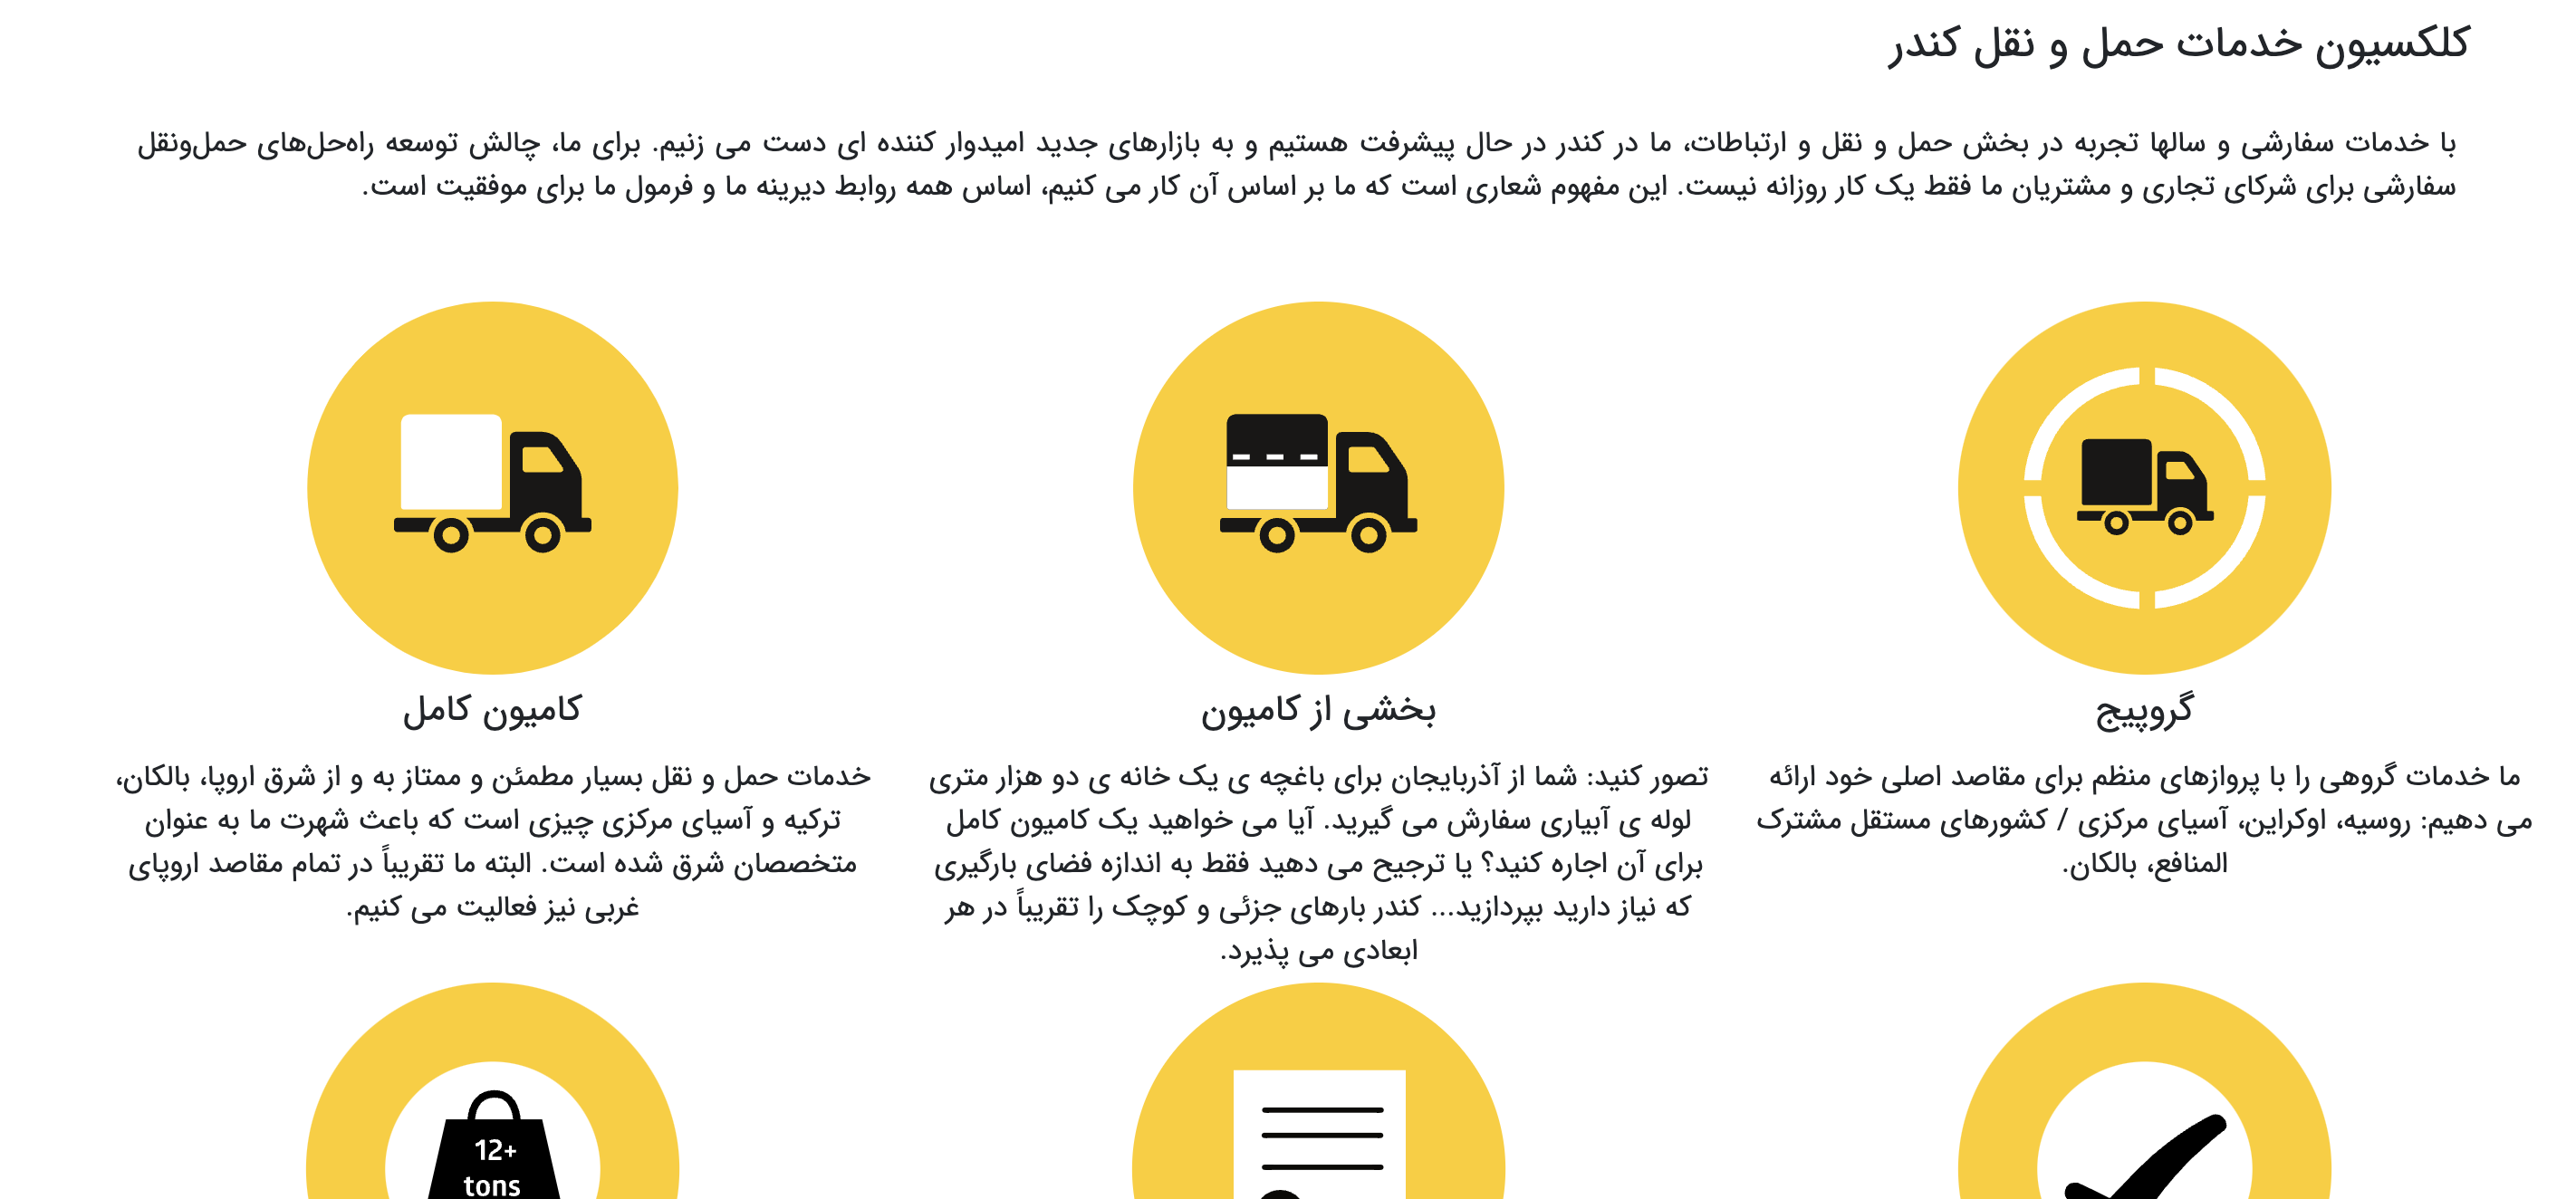 کلکسیون خدمات حمل و نقل کندر
با خدمات سفارشی و سالها تجربه در بخش حمل و نقل و ارتباطات، ما در کندر در حال پیشرفت هستیم و به بازارهای جدید امیدوار کننده ای دست می زنیم. برای ما، چالش توسعه راه‌حل‌های حمل‌ونقل
سفارشی برای شرکای تجاری و مشتریان ما فقط یک کار روزانه نیست. این مفهوم شعاری است که ما بر اساس آن کار می کنیم، اساس همه روابط دیرینه ما و فرمول ما برای موفقیت است.
گروپیج
ما خدمات گروهی را با پروازهای منظم برای مقاصد اصلی خود ارائه
می دهیم: روسیه، اوکراین، آسیای مرکزی / کشورهای مستقل مشترک
المنافع، بالکان.
بخشی از کامیون
تصور کنید: شما از آذربایجان برای باغچه ی یک خانه ی دو هزار متری
لوله ی آبیاری سفارش می گیرید. آیا می خواهید یک کامیون کامل
برای آن اجاره کنید؟ یا ترجیح می دهید فقط به اندازه فضای بارگیری
که نیاز دارید بپردازید... کندر بارهای جزئی و کوچک را تقریباً در هر
ابعادی می پذیرد.
کامیون کامل
خدمات حمل و نقل بسیار مطمئن و ممتاز به و از شرق اروپا، بالکان،
ترکیه و آسیای مرکزی چیزی است که باعث شهرت ما به عنوان
متخصصان شرق شده است. البته ما تقریباً در تمام مقاصد اروپای
غربی نیز فعالیت می کنیم.
12+
tons